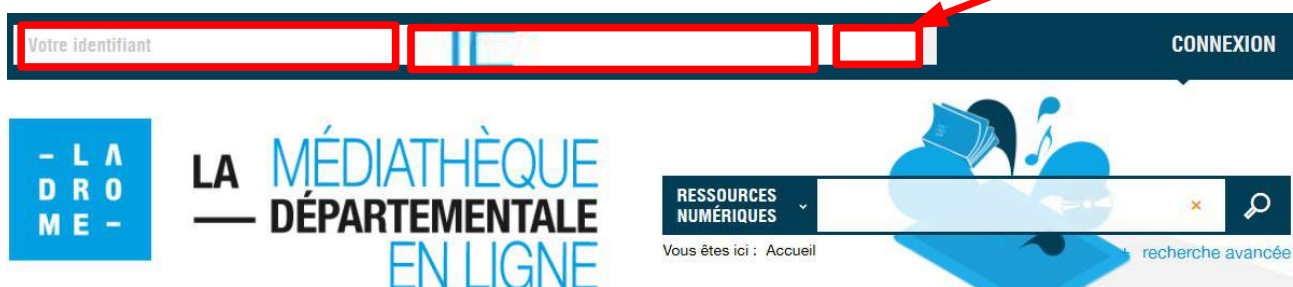 Votre identifiant
CONNEXION
– L A
D R O
M E –
LA MÉDIATHÈQUE
DÉPARTEMENTALE
EN LIGNE
RESSOURCES
NUMÉRIQUES
Vous êtes ici : Accueil
recherche avancée